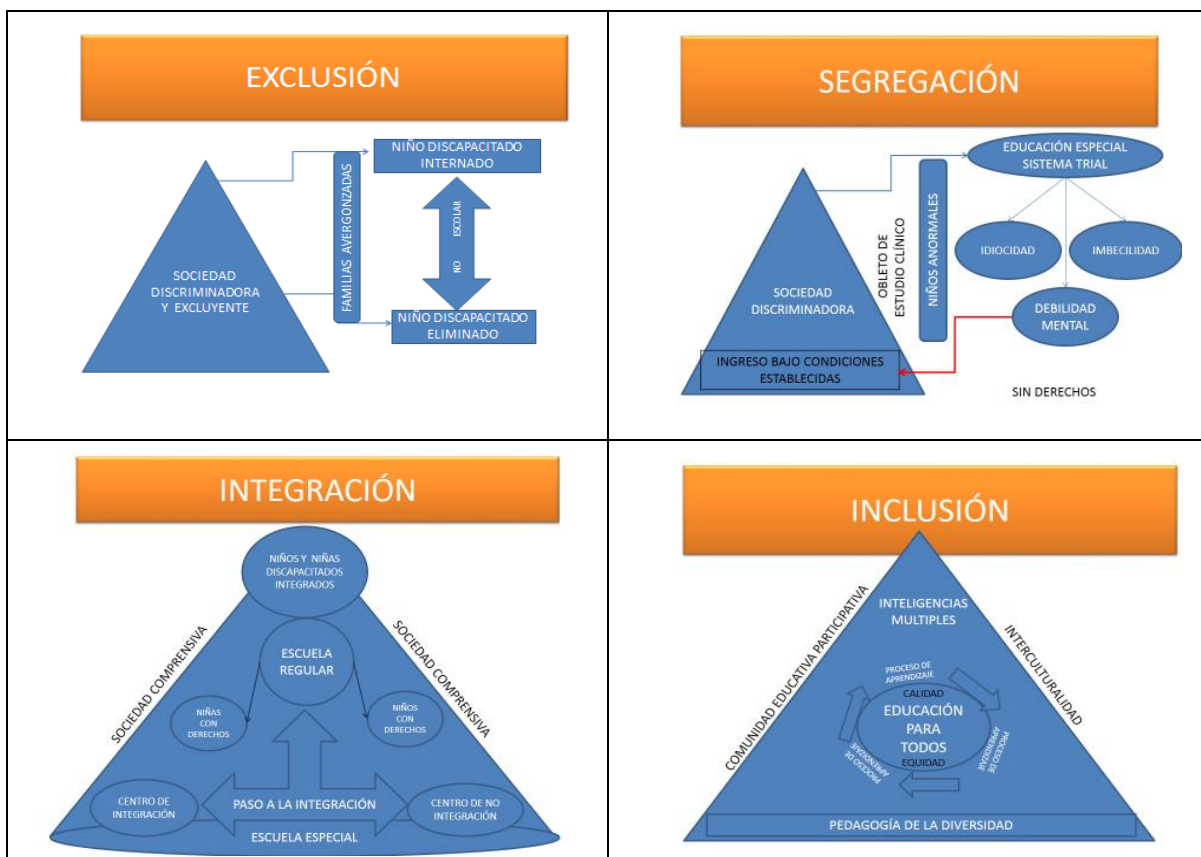 EXCLUSIÓN
NIÑO DISCAPACITADO
INTERNADO
FAMILIAS AVERGONZADAS
NO ESCOLAR
SOCIEDAD
DISCRIMINADORA
Y EXCLUYENTE
NIÑO DISCAPACITADO
ELIMINADO
SEGREGACIÓN
EDUCACIÓN ESPECIAL
SISTEMA TRIAL
OBLETO DE
ESTUDIO CLÍNICO
NIÑOS ANORMALES
IDIOCIDAD
IMBECILIDAD
SOCIEDAD
DISCRIMINADORA
DEBILIDAD
MENTAL
INGRESO BAJO CONDICIONES
ESTABLECIDAS
SIN DERECHOS
INTEGRACIÓN
NIÑOS Y NIÑAS
DISCAPACITADOS
INTEGRADOS
SOCIEDAD COMPRENSIVA
SOCIEDAD COMPRENSIVA
ESCUELA
REGULAR
NIÑAS
CON
DERECHOS
NIÑOS
CON
DERECHOS
CENTRO DE
INTEGRACIÓN
PASO A LA INTEGRACIÓN
CENTRO DE NO
INTEGRACIÓN
ESCUELA ESPECIAL
INCLUSIÓN
COMUNIDAD EDUCATIVA PARTICIPATIVA
INTELIGENCIAS
MULTIPLES
INTERCULTURALIDAD
PROCESO DE
APRENDIZAJE
CALIDAD
EDUCACIÓN
PARA
TODOS
EQUIDAD
PROCESO DE
APRENDIZAJE
PROCESO DE
APRENDIZAJE
PEDAGOGÍA DE LA DIVERSIDAD